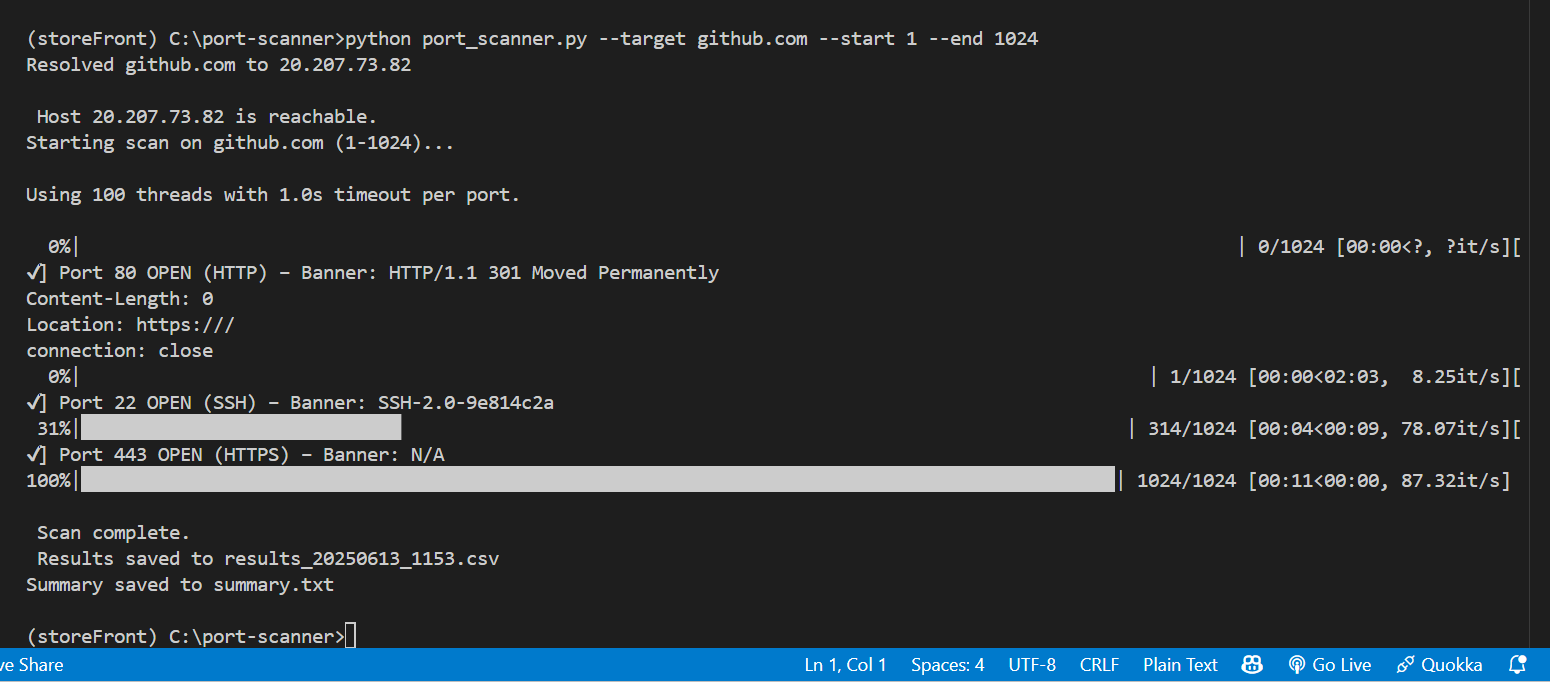 (storeFront) C:\port-scanner>python port_scanner.py --target github.com --start 1 --end 1024
Resolved github.com to 20.207.73.82
Host 20.207.73.82 is reachable.
Starting scan on github.com (1-1024)...
Using 100 threads with 1.0s timeout per port.
0%| | 0/1024 [00:00<?, ?it/s][
✓] Port 80 OPEN (HTTP) – Banner: HTTP/1.1 301 Moved Permanently
Content-Length: 0
Location: https:///
connection: close
0%| | 1/1024 [00:00<02:03, 8.25it/s][
✓] Port 22 OPEN (SSH) – Banner: SSH-2.0-9e814c2a
31%| | 314/1024 [00:04<00:09, 78.07it/s][
✓] Port 443 OPEN (HTTPS) – Banner: N/A
100%| | 1024/1024 [00:11<00:00, 87.32it/s]
Scan complete.
Results saved to results_20250613_1153.csv
Summary saved to summary.txt
(storeFront) C:\port-scanner>
ve Share Ln 1, Col 1 Spaces: 4 UTF-8 CRLF Plain Text Go Live Quokka